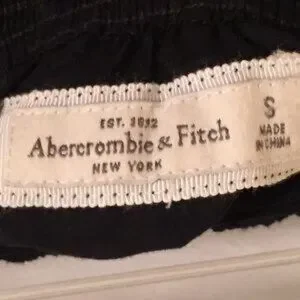 EST. 1892
Abercrombie & Fitch
NEW YORK
S
MADE
IN CHINA